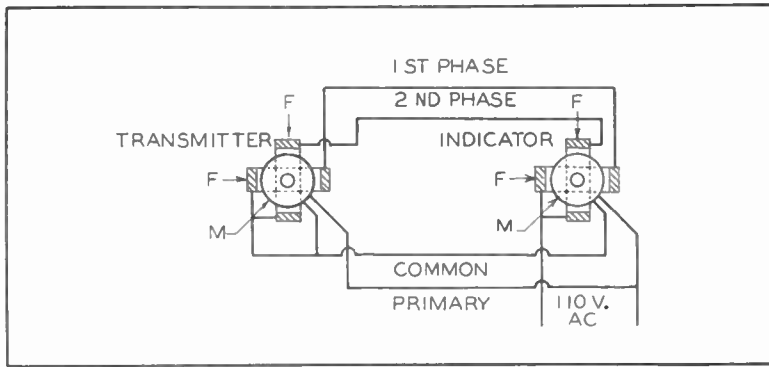 1 ST PHASE
F
2 ND PHASE
F
TRANSMITTER
INDICATOR
F
F
M
M
COMMON
PRIMARY
110 V.
AC